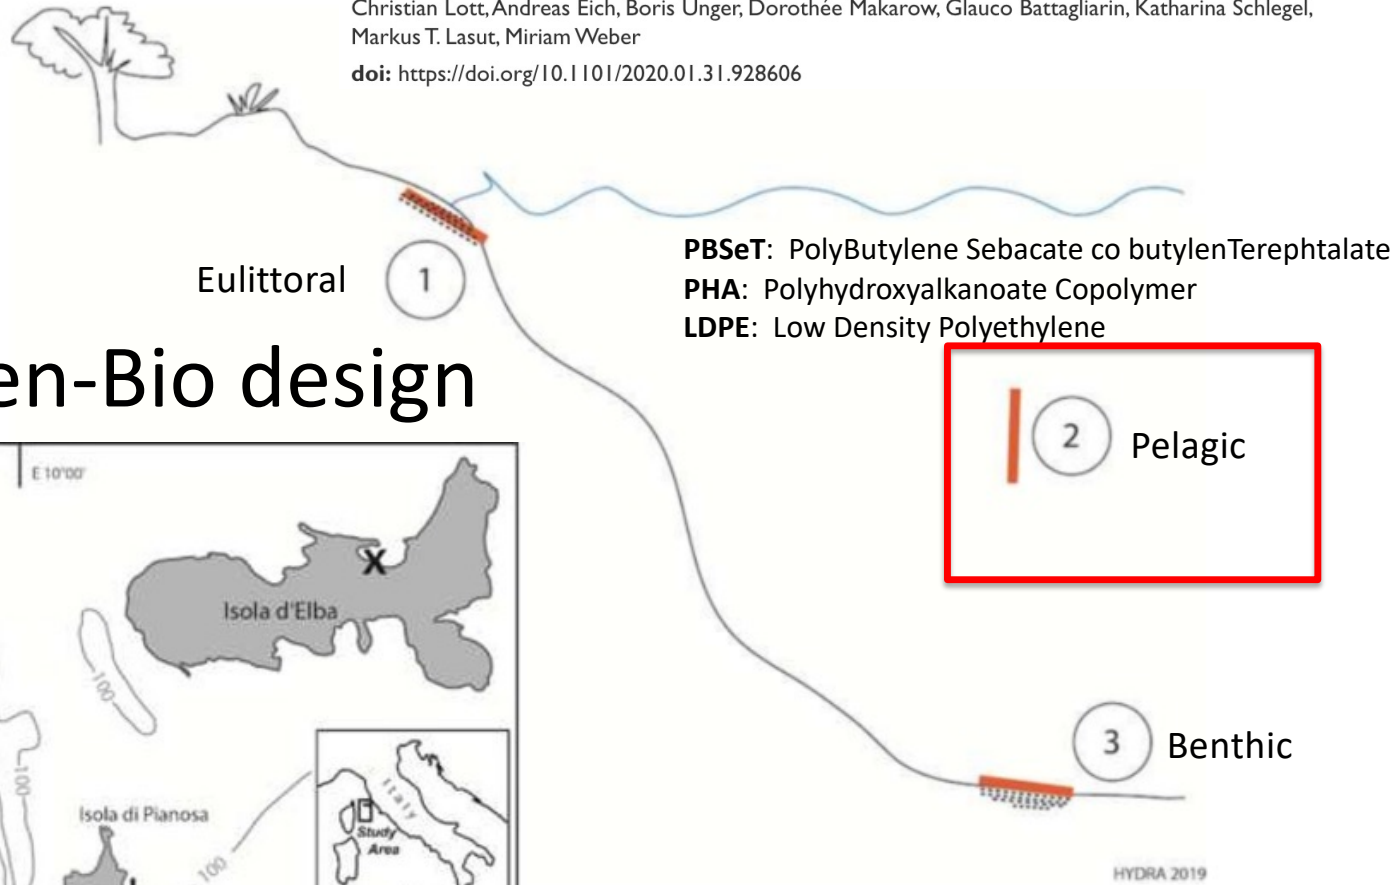 Christian Lott, Andreas Eich, Boris Unger, Dorothée Makarow, Glauco Battagliarin, Katharina Schlegel,
Markus T. Lasut, Miriam Weber
doi: https://doi.org/10.1101/2020.01.31.928606
PBSeT: PolyButylene Sebacate co butylenTerephtalate
PHA: Polyhydroxyalkanoate Copolymer
LDPE: Low Density Polyethylene
Eulittoral 1
en-Bio design
2 Pelagic
E 10°00'
X
Isola d'Elba
100
3 Benthic
100
Isola di Pianosa
100
Italy
Study
Area
HYDRA 2019